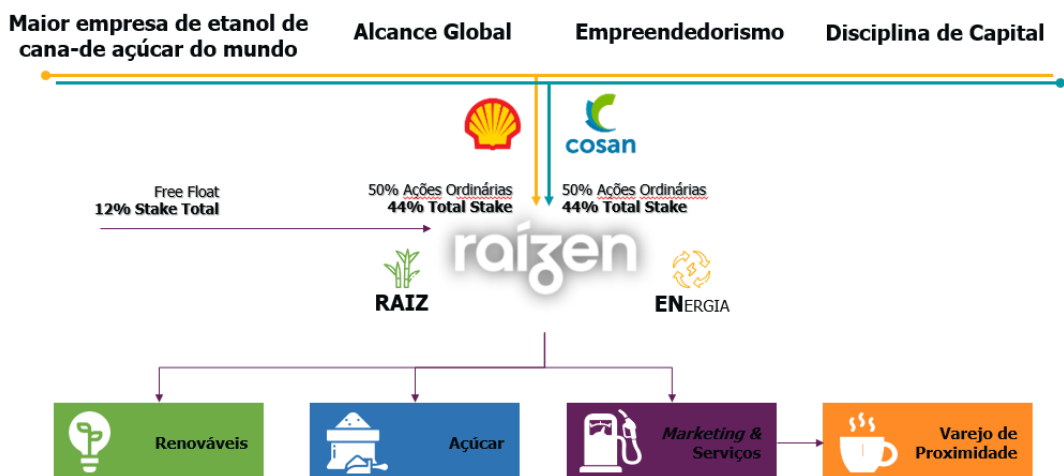 Maior empresa de etanol de
cana-de açúcar do mundo
Alcance Global
Empreendedorismo
Disciplina de Capital
cosan
Free Float
12% Stake Total
50% Ações Ordinárias
44% Total Stake
50% Ações Ordinárias
44% Total Stake
raízen
RAIZ
ENERGIA
Renováveis
Açúcar
Marketing &
Serviços
Varejo de
Proximidade